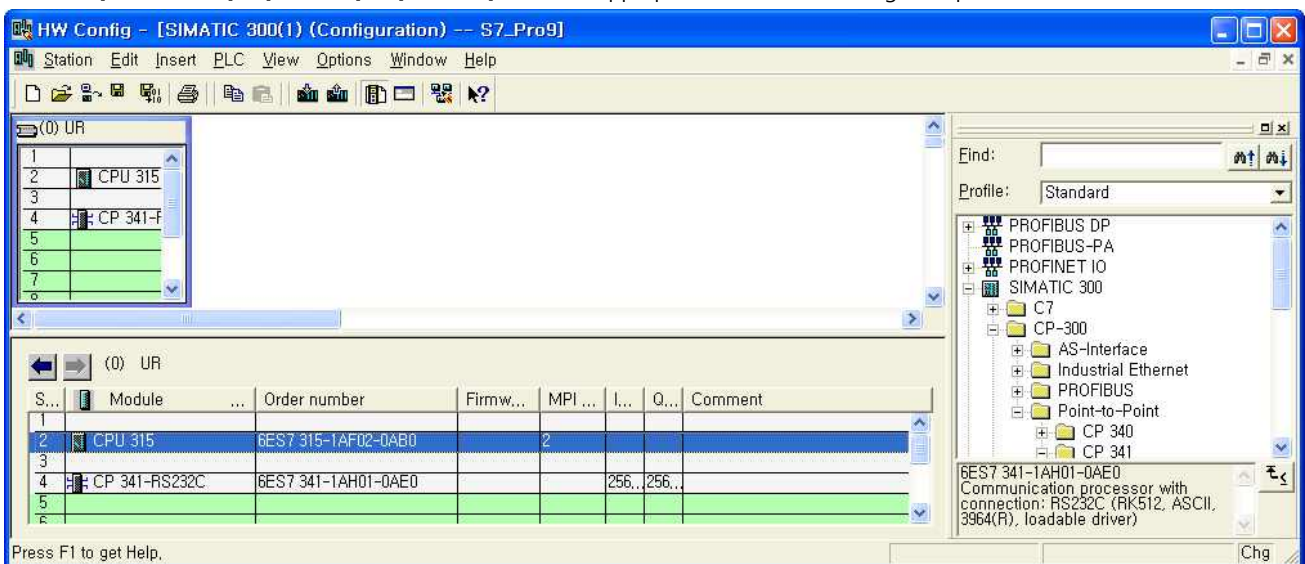 HW Config - [SIMATIC 300(1) (Configuration) -- S7_Pro9]
Station Edit Insert PLC View Options Window Help
(0) UR
1
2 CPU 315
3
4 CP 341-R
5
6
7
8
Find:
Profile: Standard
PROFIBUS DP
PROFIBUS-PA
PROFINET IO
SIMATIC 300
C7
CP-300
AS-Interface
Industrial Ethernet
PROFIBUS
Point-to-Point
CP 340
CP 341
6ES7 341-1AH01-0AE0
Communication processor with
connection: RS232C (RK512, ASCII,
3964(R), loadable driver)
(0) UR
S... Module ... Order number Firmw... MPI ... I... Q... Comment
1
2 CPU 315 6ES7 315-1AF02-0AB0 2
3
4 CP 341-RS232C 6ES7 341-1AH01-0AE0 256... 256...
5
6
Press F1 to get Help.
Chg